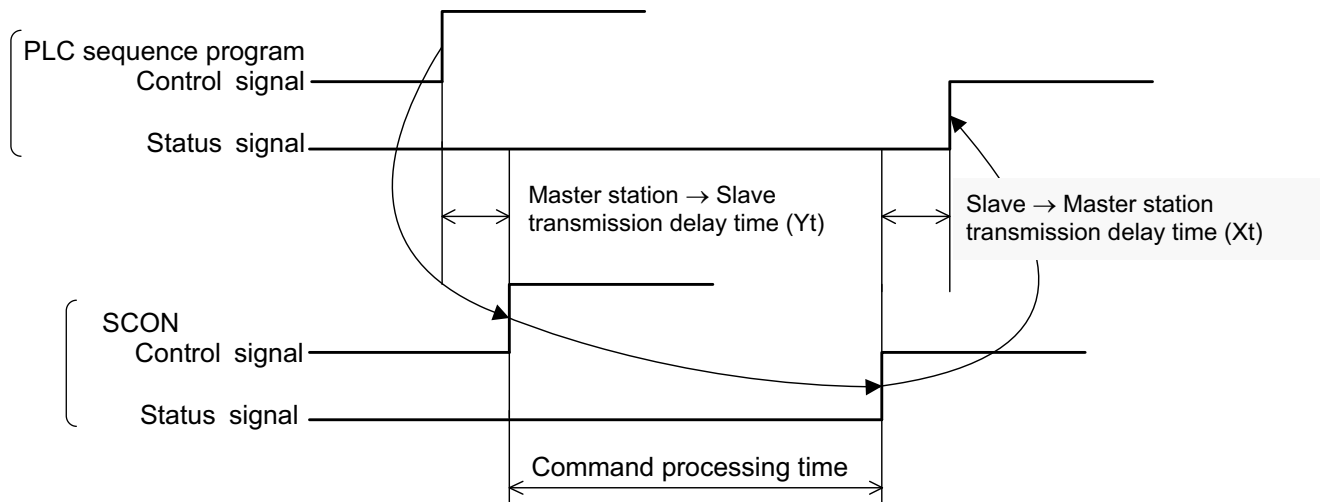 PLC sequence program
Control signal
Status signal
Master station → Slave
transmission delay time (Yt)
Slave → Master station
transmission delay time (Xt)
SCON
Control signal
Status signal
Command processing time